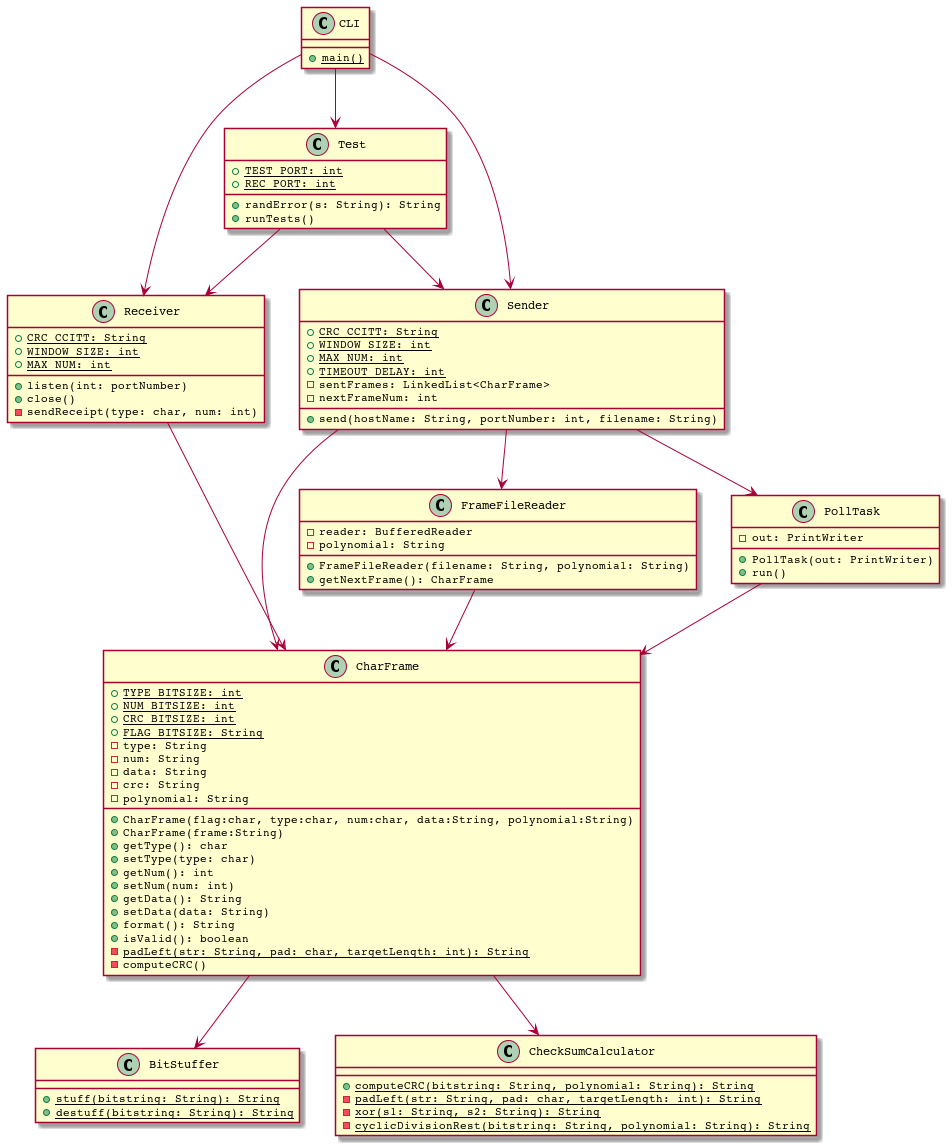 CLI
main()
Test
TEST_PORT: int
REC_PORT: int
randError(s: String): String
runTests()
Receiver
CRC_CCITT: String
WINDOW_SIZE: int
MAX_NUM: int
listen(int: portNumber)
close()
sendReceipt(type: char, num: int)
Sender
CRC_CCITT: String
WINDOW_SIZE: int
MAX_NUM: int
TIMEOUT_DELAY: int
sentFrames: LinkedList<CharFrame>
nextFrameNum: int
send(hostName: String, portNumber: int, filename: String)
FrameFileReader
reader: BufferedReader
polynomial: String
FrameFileReader(filename: String, polynomial: String)
getNextFrame(): CharFrame
PollTask
out: PrintWriter
PollTask(out: PrintWriter)
run()
CharFrame
TYPE_BITSIZE: int
NUM_BITSIZE: int
CRC_BITSIZE: int
FLAG_BITSIZE: String
type: String
num: String
data: String
crc: String
polynomial: String
CharFrame(flag:char, type:char, num:char, data:String, polynomial:String)
CharFrame(frame:String)
getType(): char
setType(type: char)
getNum(): int
setNum(num: int)
getData(): String
setData(data: String)
format(): String
isValid(): boolean
padLeft(str: String, pad: char, targetLength: int): String
computeCRC()
BitStuffer
stuff(bitstring: String): String
destuff(bitstring: String): String
CheckSumCalculator
computeCRC(bitstring: String, polynomial: String): String
padLeft(str: String, pad: char, targetLength: int): String
xor(s1: String, s2: String): String
cyclicDivisionRest(bitstring: String, polynomial: String): String